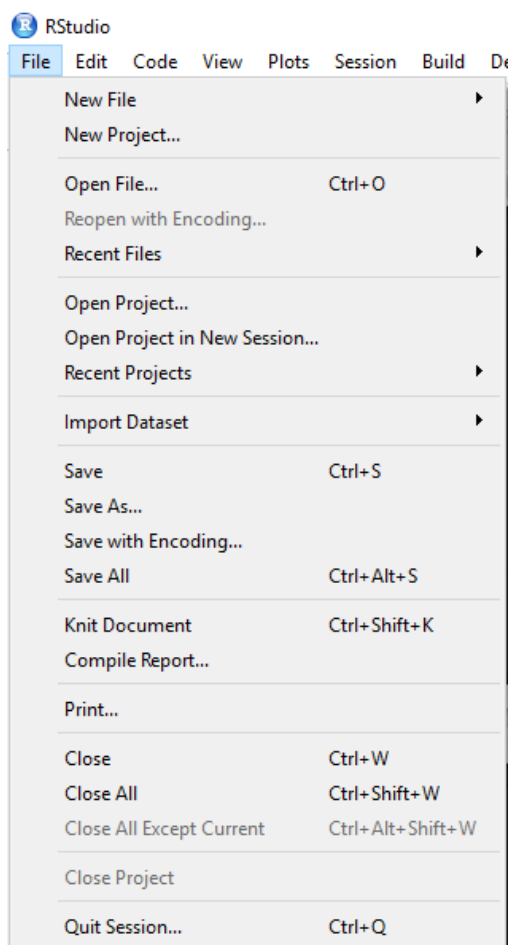 R RStudio
File Edit Code View Plots Session Build De
New File
New Project...
Open File... Ctrl+O
Reopen with Encoding...
Recent Files
Open Project...
Open Project in New Session...
Recent Projects
Import Dataset
Save Ctrl+S
Save As...
Save with Encoding...
Save All Ctrl+Alt+S
Knit Document Ctrl+Shift+K
Compile Report...
Print...
Close Ctrl+W
Close All Ctrl+Shift+W
Close All Except Current Ctrl+Alt+Shift+W
Close Project
Quit Session... Ctrl+Q